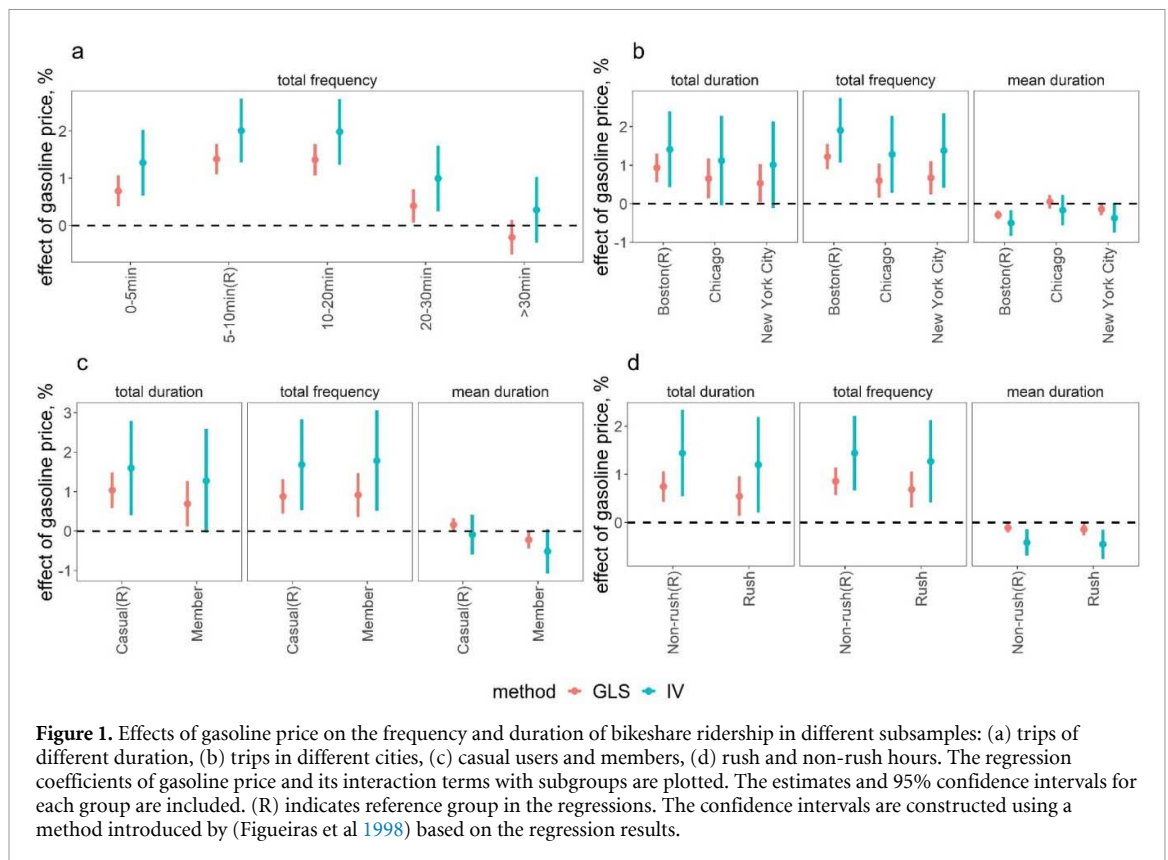 a
total frequency
effect of gasoline price, %
2
1
0
0-5min
5-10min(R)
10-20min
20-30min
>30min
b
total duration
total frequency
mean duration
effect of gasoline price, %
2
1
0
-1
Boston(R)
Chicago
New York City
Boston(R)
Chicago
New York City
Boston(R)
Chicago
New York City
c
total duration
total frequency
mean duration
effect of gasoline price, %
3
2
1
0
-1
Casual(R)
Member
Casual(R)
Member
Casual(R)
Member
d
total duration
total frequency
mean duration
effect of gasoline price, %
2
1
0
Non-rush(R)
Rush
Non-rush(R)
Rush
Non-rush(R)
Rush
method GLS IV
Figure 1. Effects of gasoline price on the frequency and duration of bikeshare ridership in different subsamples: (a) trips of
different duration, (b) trips in different cities, (c) casual users and members, (d) rush and non-rush hours. The regression
coefficients of gasoline price and its interaction terms with subgroups are plotted. The estimates and 95% confidence intervals for
each group are included. (R) indicates reference group in the regressions. The confidence intervals are constructed using a
method introduced by (Figueiras et al 1998) based on the regression results.